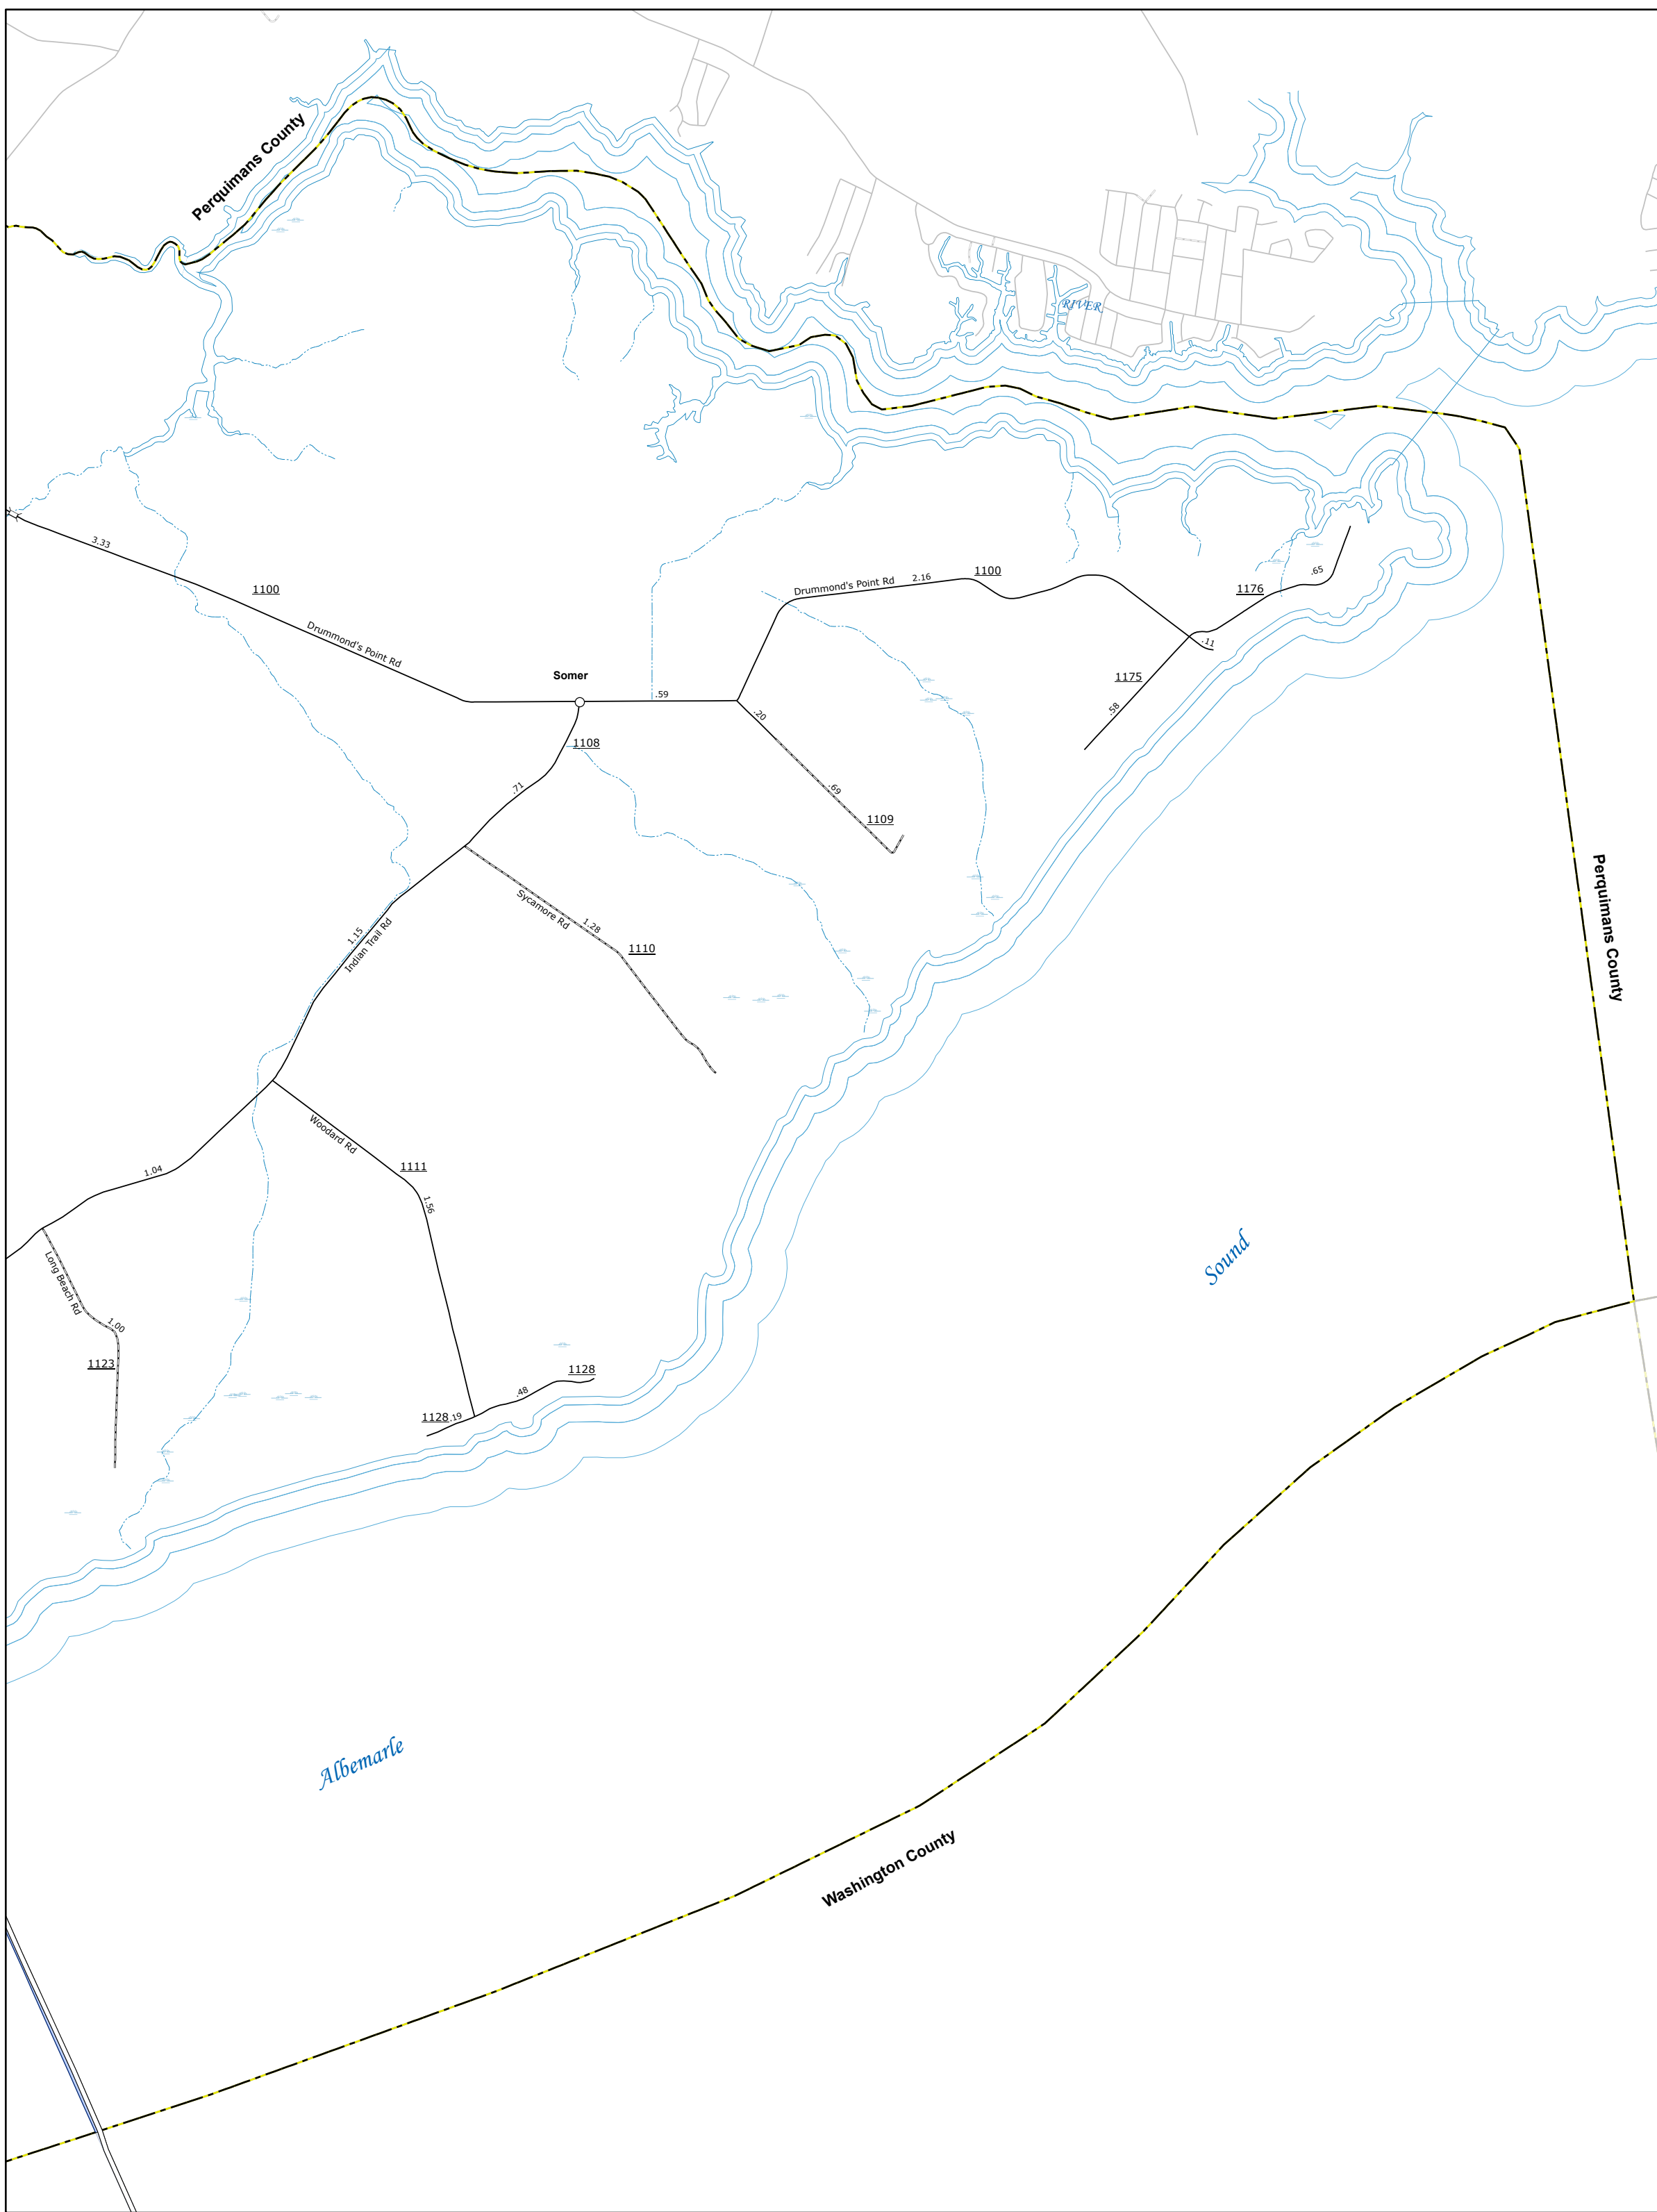 Perquimans County
RIVER
3.33
1100
Drummond's Point Rd
Drummond's Point Rd
2.16
1100
1176
.65
.11
1175
.58
Somer
.59
.20
1108
.71
.69
1109
Sycamore Rd
1.28
1110
1.15
Indian Trail Rd
Perquimans County
Woodard Rd
1111
1.56
1.04
Long Beach Rd
1.00
1123
1128
.48
1128
.19
Sound
Albemarle
Washington County